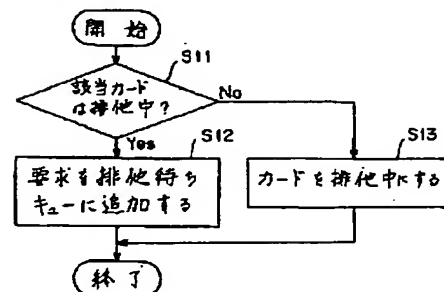 開始
S11
該当カード
は排他中?
No
Yes
S12
S13
要求を排他待ち
キューに追加する
カードを排他中にする
終了